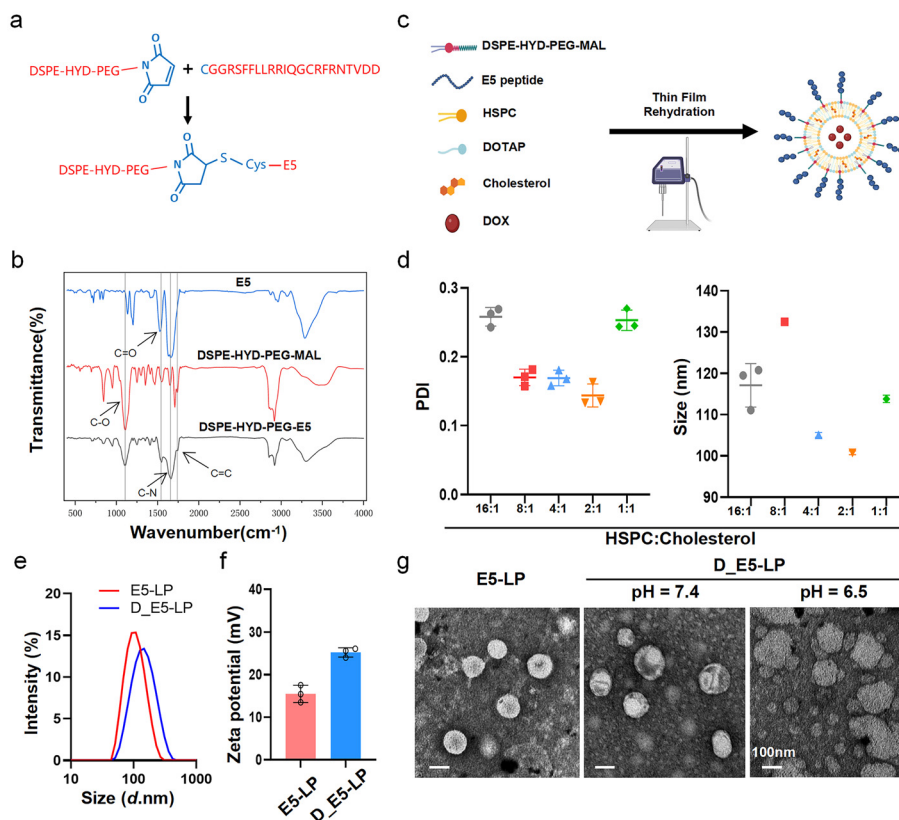 a
DSPE-HYD-PEG
N
O
O
+
CGGRSFFLLRRIQGCRFRNTVDD
DSPE-HYD-PEG
N
O
O
S
Cys
E5
c
DSPE-HYD-PEG-MAL
E5 peptide
HSPC
DOTAP
Cholesterol
DOX
Thin Film
Rehydration
b
Transmittance(%)
E5
C=O
DSPE-HYD-PEG-MAL
C-O
DSPE-HYD-PEG-E5
C=C
C-N
500 1000 1500 2000 2500 3000 3500 4000
Wavenumber(cm-1)
d
PDI
0.3
0.2
0.1
0.0
16:1 8:1 4:1 2:1 1:1
Size (nm)
140
130
120
110
100
90
16:1 8:1 4:1 2:1 1:1
HSPC:Cholesterol
e
Intensity (%)
20
15
10
5
0
E5-LP
D_E5-LP
10 100 1000
Size (d.nm)
f
Zeta potential (mV)
40
30
20
10
0
E5-LP
D_E5-LP
g
E5-LP
D_E5-LP
pH = 7.4
pH = 6.5
100nm